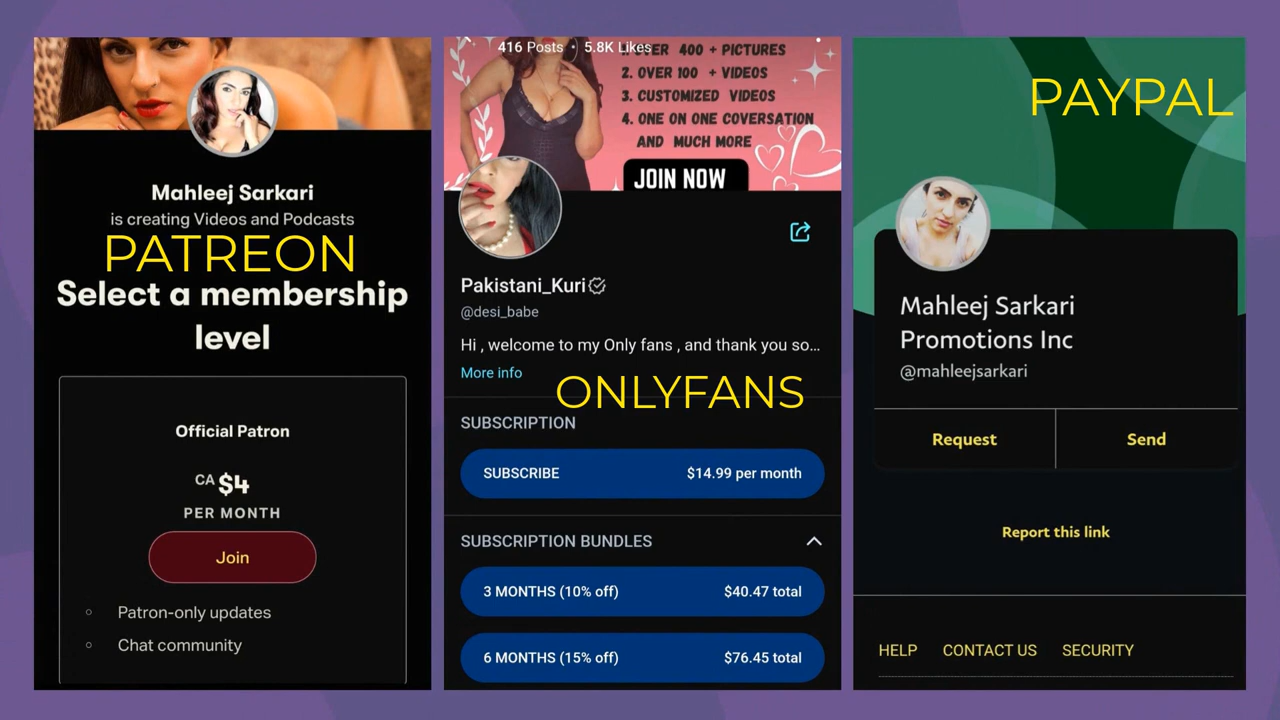 Mahleej Sarkari
is creating Videos and Podcasts
PATREON
Select a membership
level
Official Patron
CA $4
PER MONTH
Join
Patron-only updates
Chat community
416 Posts • 5.8K Likes
1. OVER 400 + PICTURES
2. OVER 100 + VIDEOS
3. CUSTOMIZED VIDEOS
4. ONE ON ONE COVERSATION
AND MUCH MORE
JOIN NOW
Pakistani_Kuri
@desi_babe
Hi , welcome to my Only fans , and thank you so...
More info
ONLYFANS
SUBSCRIPTION
SUBSCRIBE $14.99 per month
SUBSCRIPTION BUNDLES
3 MONTHS (10% off) $40.47 total
6 MONTHS (15% off) $76.45 total
PAYPAL
Mahleej Sarkari
Promotions Inc
@mahleejsarkari
Request Send
Report this link
HELP CONTACT US SECURITY